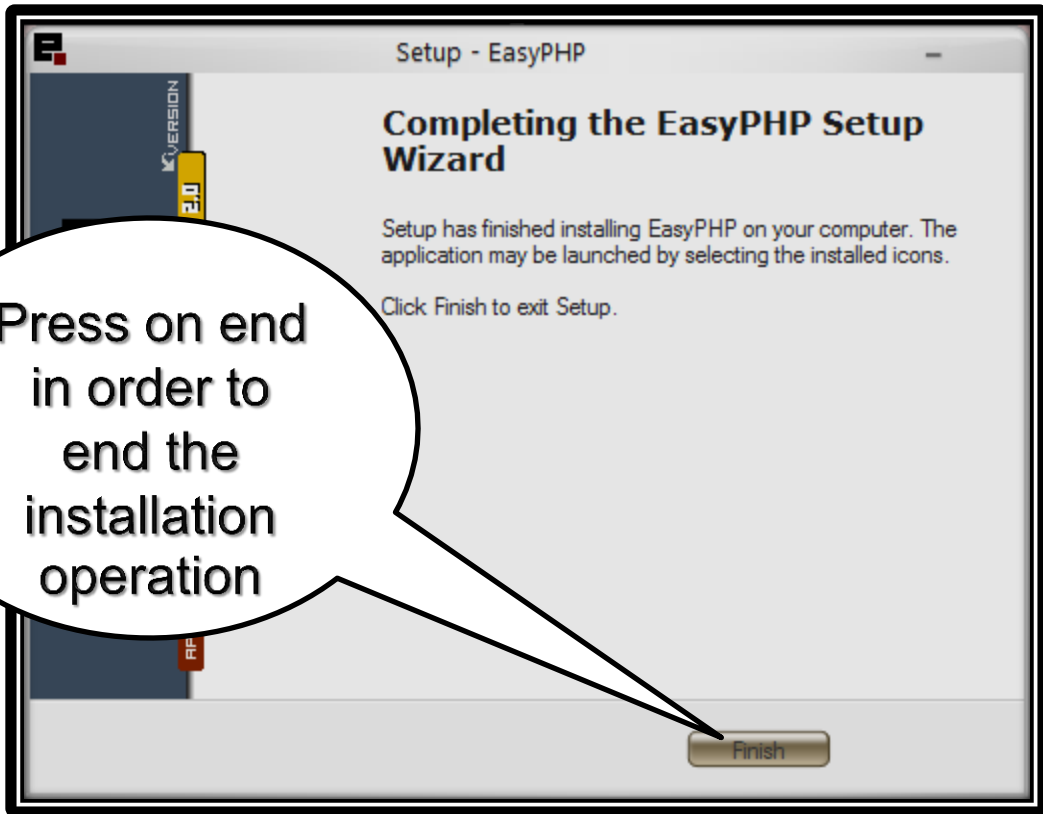 Setup - EasyPHP
VERSION
2.0
Completing the EasyPHP Setup
Wizard
Setup has finished installing EasyPHP on your computer. The
application may be launched by selecting the installed icons.
Click Finish to exit Setup.
Press on end
in order to
end the
installation
operation
Finish